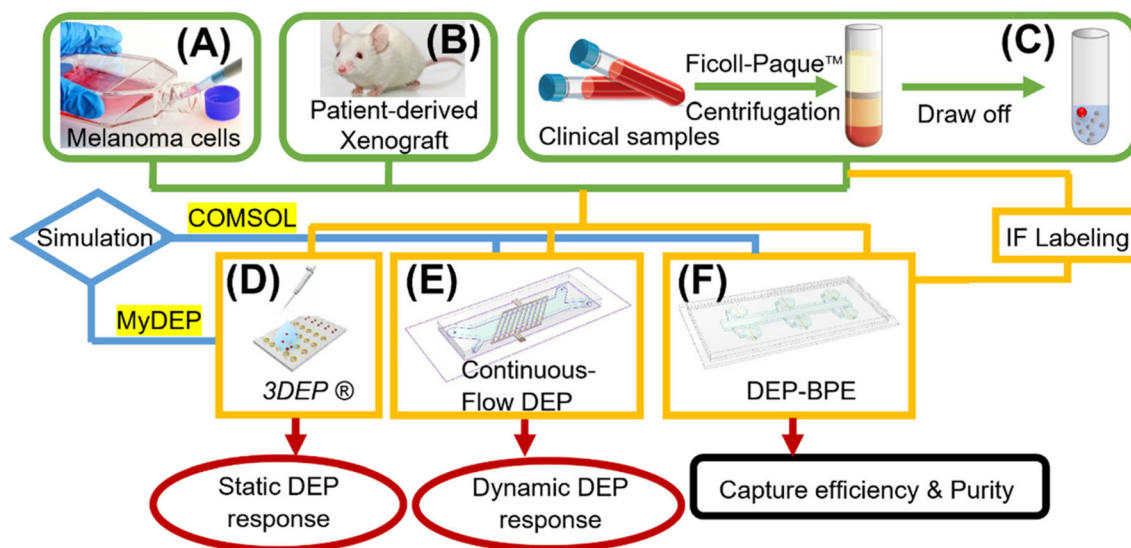 (A)
Melanoma cells
(B)
Patient-derived
Xenograft
(C)
Clinical samples
Ficoll-Paque™
Centrifugation
Draw off
Simulation
COMSOL
MyDEP
IF Labeling
(D)
3DEP ®
(E)
Continuous-
Flow DEP
(F)
DEP-BPE
Static DEP
response
Dynamic DEP
response
Capture efficiency & Purity